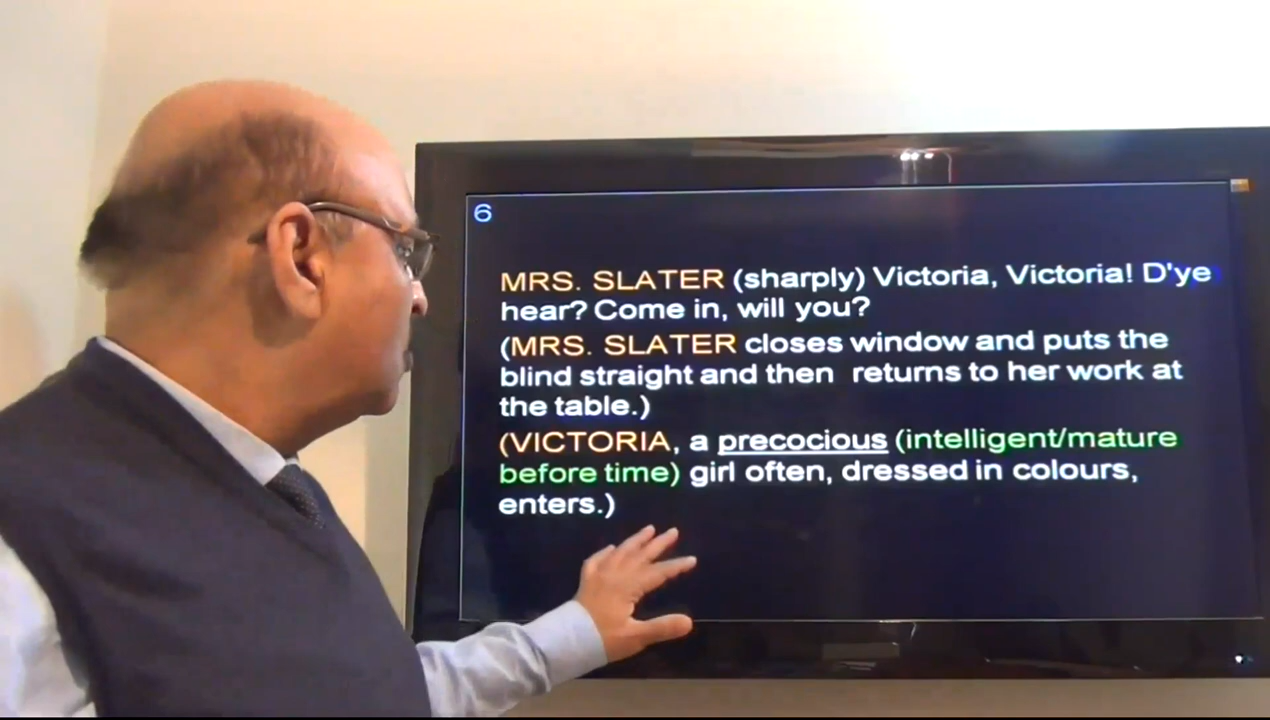 6
MRS. SLATER (sharply) Victoria, Victoria! D'ye
hear? Come in, will you?
(MRS. SLATER closes window and puts the
blind straight and then returns to her work at
the table.)
(VICTORIA, a precocious (intelligent/mature
before time) girl often, dressed in colours,
enters.)